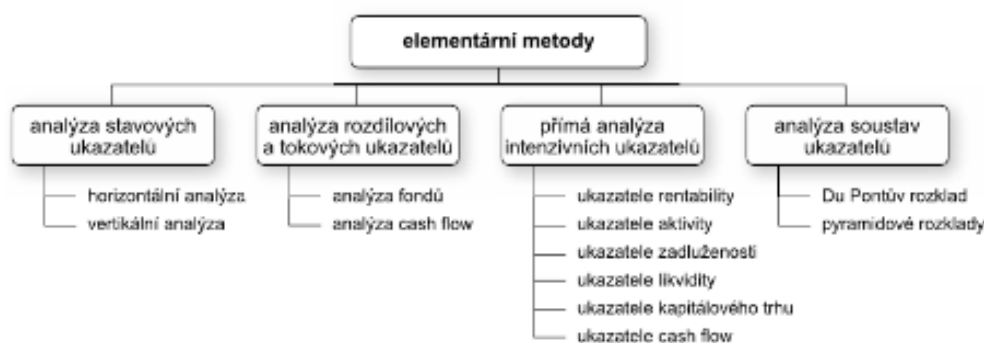 elementární metody
analýza stavových
ukazatelů
horizontální analýza
vertikální analýza
analýza rozdílových
a tokových ukazatelů
analýza fondů
analýza cash flow
přímá analýza
intenzivních ukazatelů
ukazatele rentability
ukazatele aktivity
ukazatele zadluženosti
ukazatele likvidity
ukazatele kapitálového trhu
ukazatele cash flow
analýza soustav
ukazatelů
Du Pontův rozklad
pyramidové rozklady